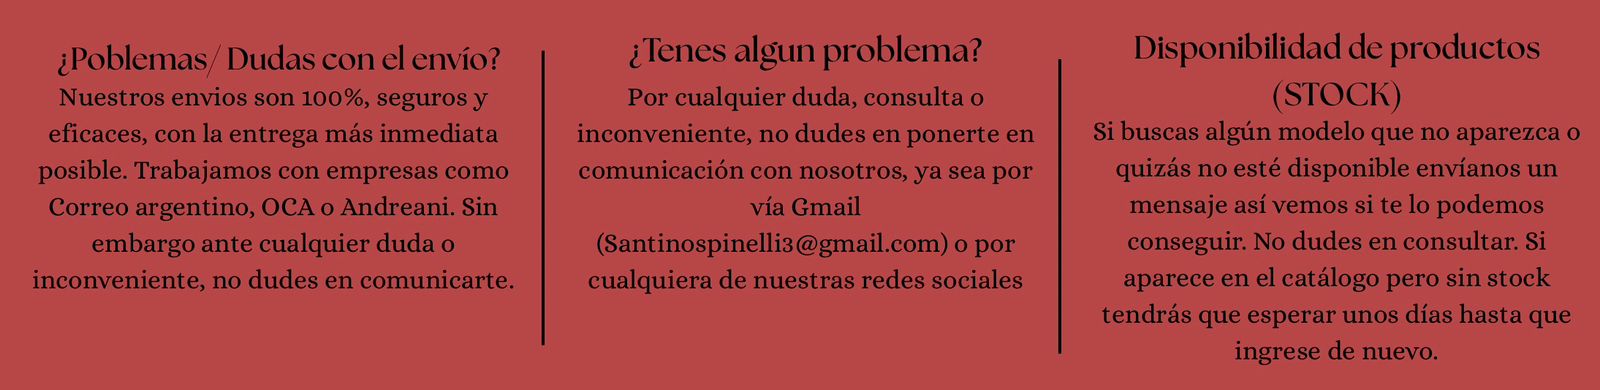 ¿Poblemas/ Dudas con el envío?
Nuestros envios son 100%, seguros y
eficaces, con la entrega más inmediata
posible. Trabajamos con empresas como
Correo argentino, OCA o Andreani. Sin
embargo ante cualquier duda o
inconveniente, no dudes en comunicarte.
¿Tenes algun problema?
Por cualquier duda, consulta o
inconveniente, no dudes en ponerte en
comunicación con nosotros, ya sea por
vía Gmail
(Santinospinelli3@gmail.com) o por
cualquiera de nuestras redes sociales
Disponibilidad de productos
(STOCK)
Si buscas algún modelo que no aparezca o
quizás no esté disponible envíanos un
mensaje así vemos si te lo podemos
conseguir. No dudes en consultar. Si
aparece en el catálogo pero sin stock
tendrás que esperar unos días hasta que
ingrese de nuevo.